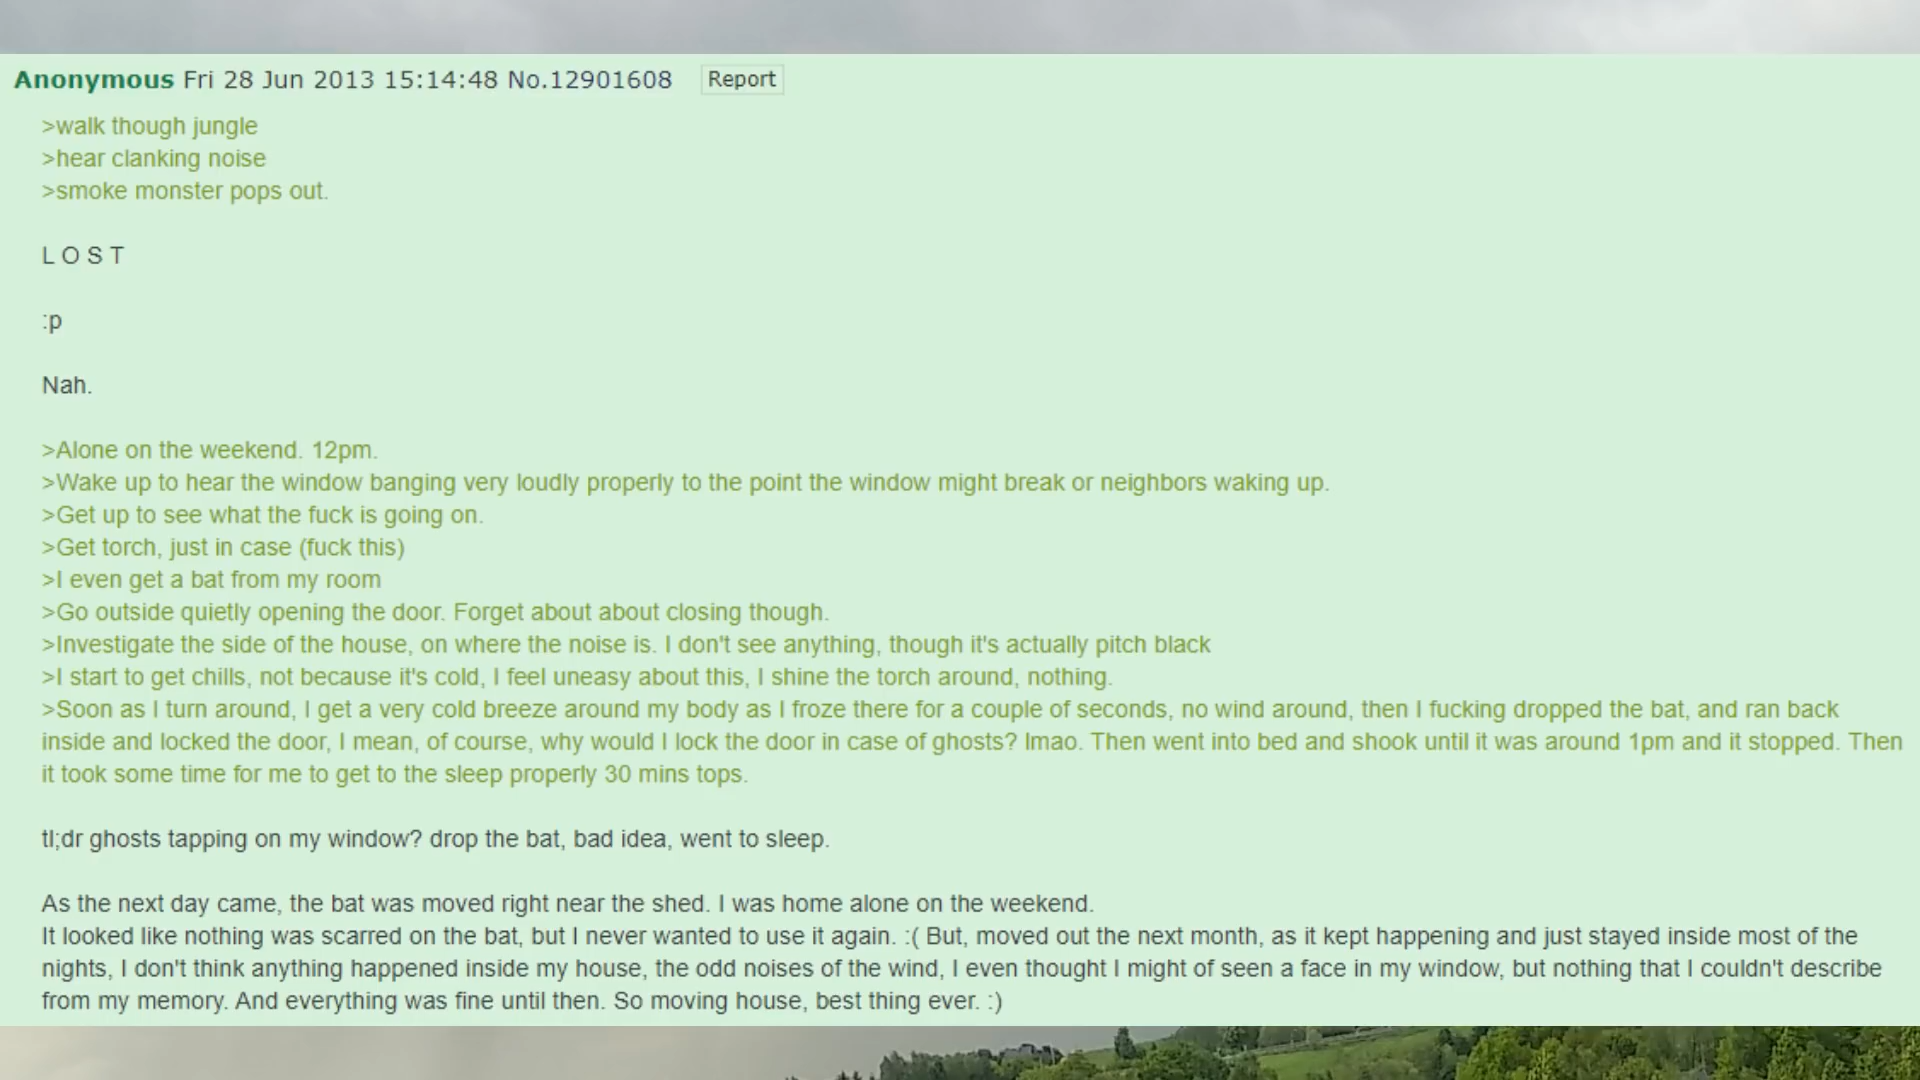 Anonymous Fri 28 Jun 2013 15:14:48 No.12901608 Report
>walk though jungle
>hear clanking noise
>smoke monster pops out.
L O S T
:p
Nah.
>Alone on the weekend. 12pm.
>Wake up to hear the window banging very loudly properly to the point the window might break or neighbors waking up.
>Get up to see what the fuck is going on.
>Get torch, just in case (fuck this)
>I even get a bat from my room
>Go outside quietly opening the door. Forget about about closing though.
>Investigate the side of the house, on where the noise is. I don't see anything, though it's actually pitch black
>I start to get chills, not because it's cold, I feel uneasy about this, I shine the torch around, nothing.
>Soon as I turn around, I get a very cold breeze around my body as I froze there for a couple of seconds, no wind around, then I fucking dropped the bat, and ran back
inside and locked the door, I mean, of course, why would I lock the door in case of ghosts? lmao. Then went into bed and shook until it was around 1pm and it stopped. Then
it took some time for me to get to the sleep properly 30 mins tops.
tl;dr ghosts tapping on my window? drop the bat, bad idea, went to sleep.
As the next day came, the bat was moved right near the shed. I was home alone on the weekend.
It looked like nothing was scarred on the bat, but I never wanted to use it again. :( But, moved out the next month, as it kept happening and just stayed inside most of the
nights, I don't think anything happened inside my house, the odd noises of the wind, I even thought I might of seen a face in my window, but nothing that I couldn't describe
from my memory. And everything was fine until then. So moving house, best thing ever. :)